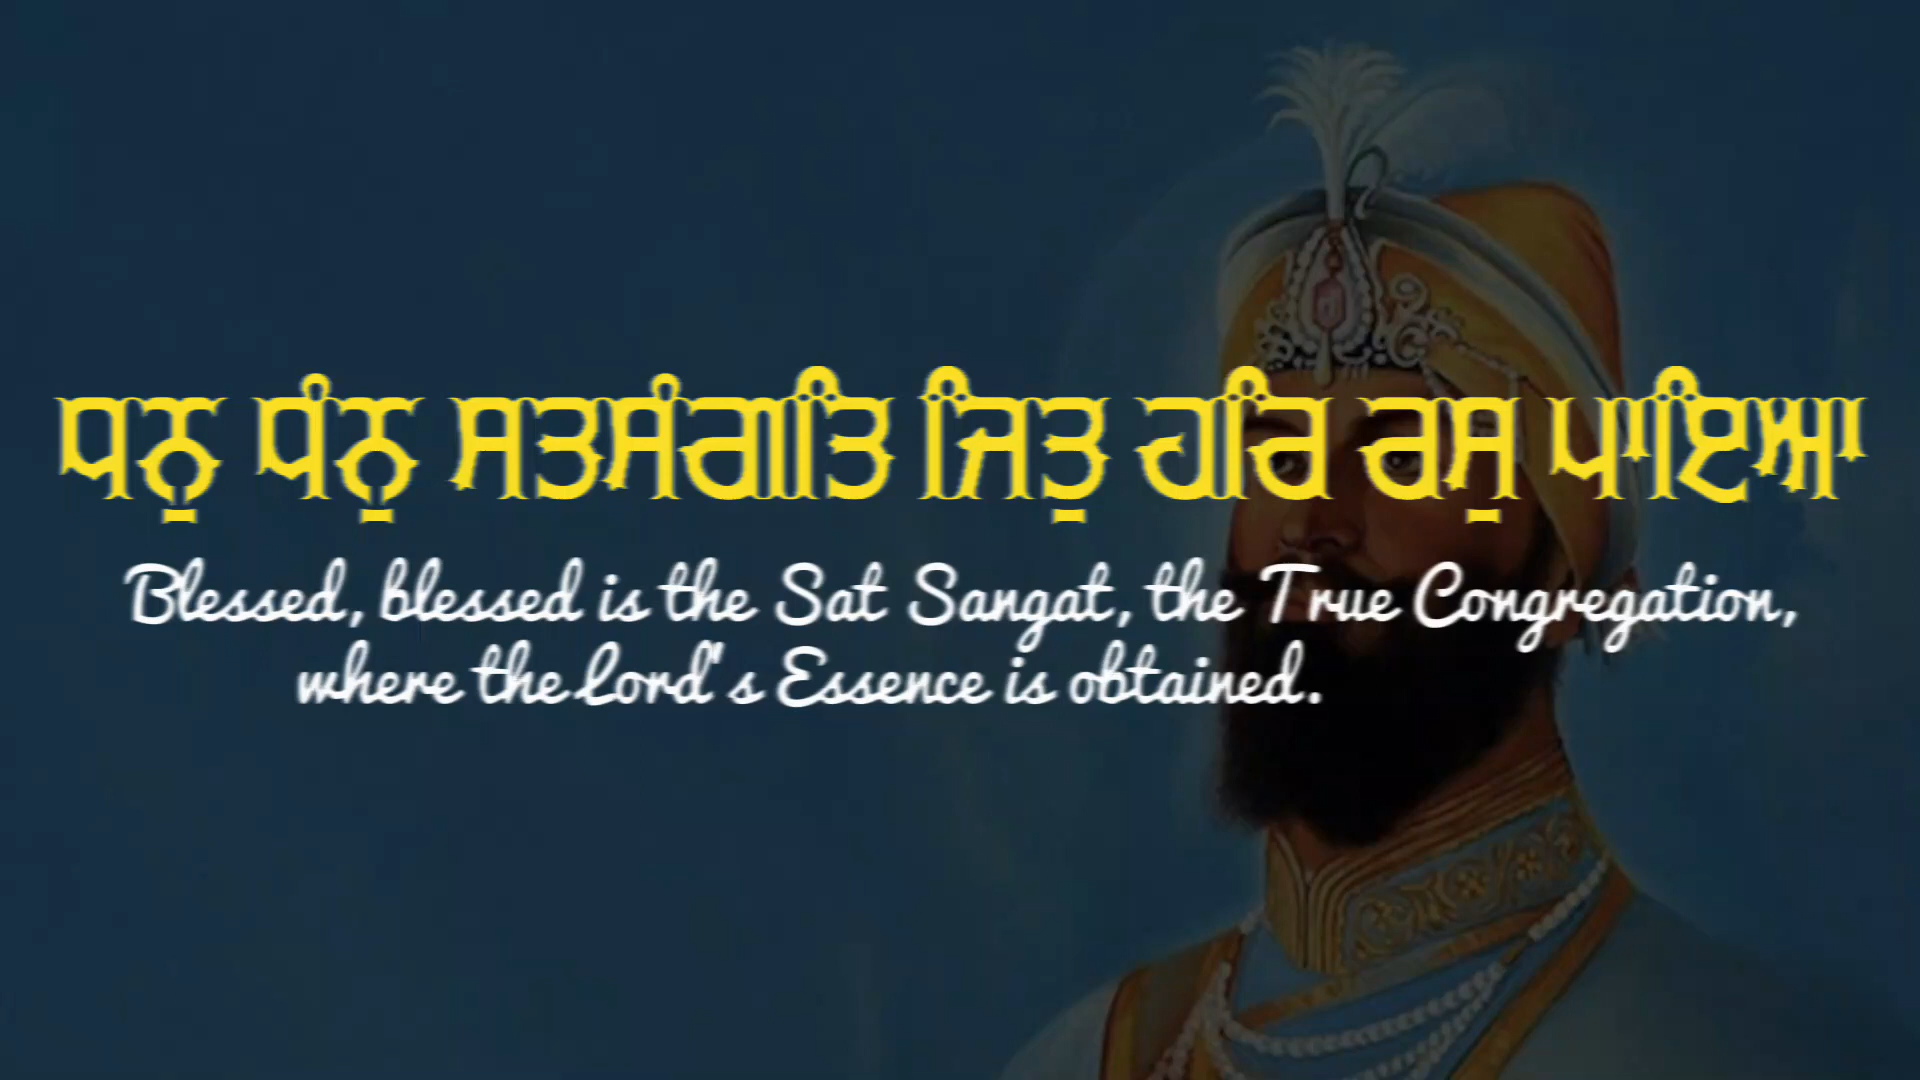 ਧਨੁ ਧੰਨੁ ਸਤਸੰਗਤਿ ਜਿਤੁ ਹਰਿ ਰਸੁ ਪਾਇਆ
Blessed, blessed is the Sat Sangat, the True Congregation,
where the Lord's Essence is obtained.